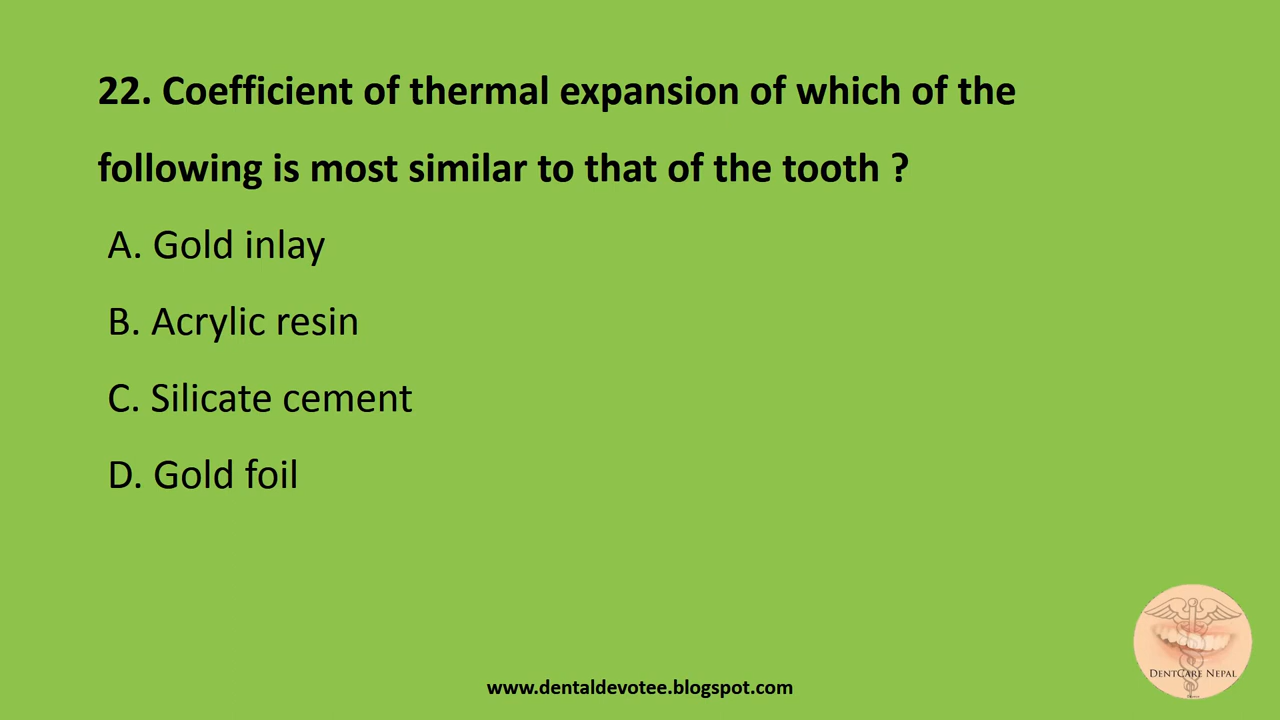 22. Coefficient of thermal expansion of which of the
following is most similar to that of the tooth ?
A. Gold inlay
B. Acrylic resin
C. Silicate cement
D. Gold foil
DENTCARE NEPAL
www.dentaldevotee.blogspot.com